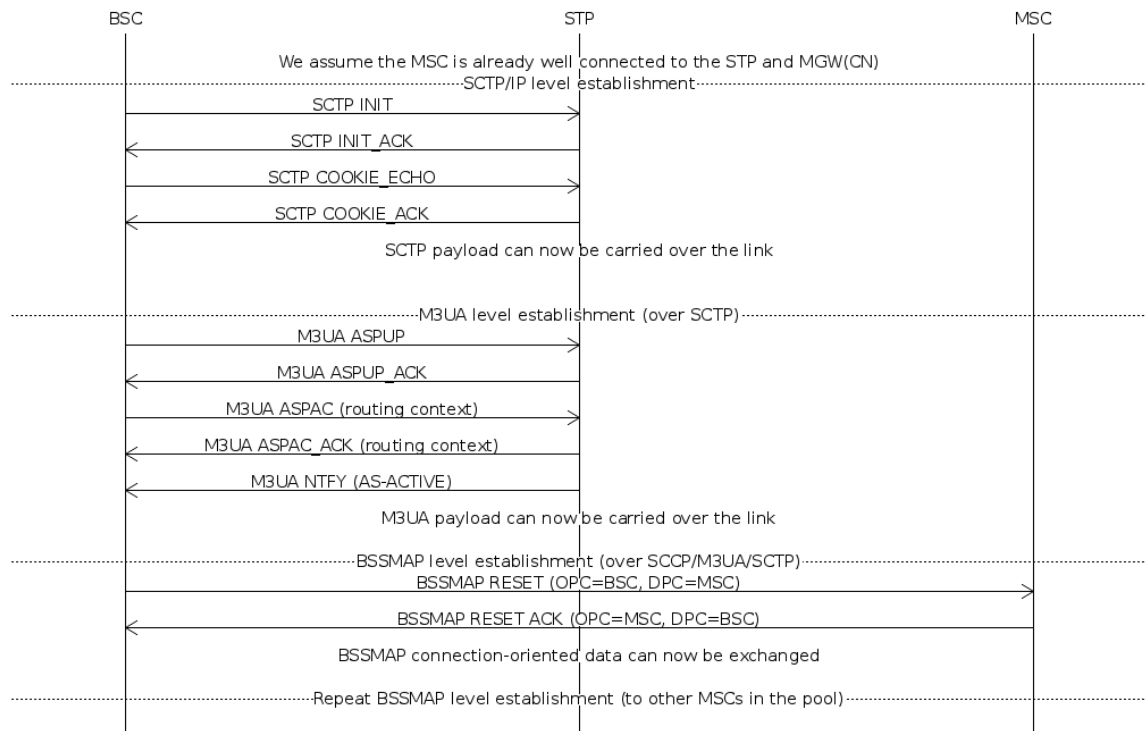 BSC STP MSC
We assume the MSC is already well connected to the STP and MGW(CN)
SCTP/IP level establishment
SCTP INIT
SCTP INIT_ACK
SCTP COOKIE_ECHO
SCTP COOKIE_ACK
SCTP payload can now be carried over the link
M3UA level establishment (over SCTP)
M3UA ASPUP
M3UA ASPUP_ACK
M3UA ASPAC (routing context)
M3UA ASPAC_ACK (routing context)
M3UA NTFY (AS-ACTIVE)
M3UA payload can now be carried over the link
BSSMAP level establishment (over SCCP/M3UA/SCTP)
BSSMAP RESET (OPC=BSC, DPC=MSC)
BSSMAP RESET ACK (OPC=MSC, DPC=BSC)
BSSMAP connection-oriented data can now be exchanged
Repeat BSSMAP level establishment (to other MSCs in the pool)